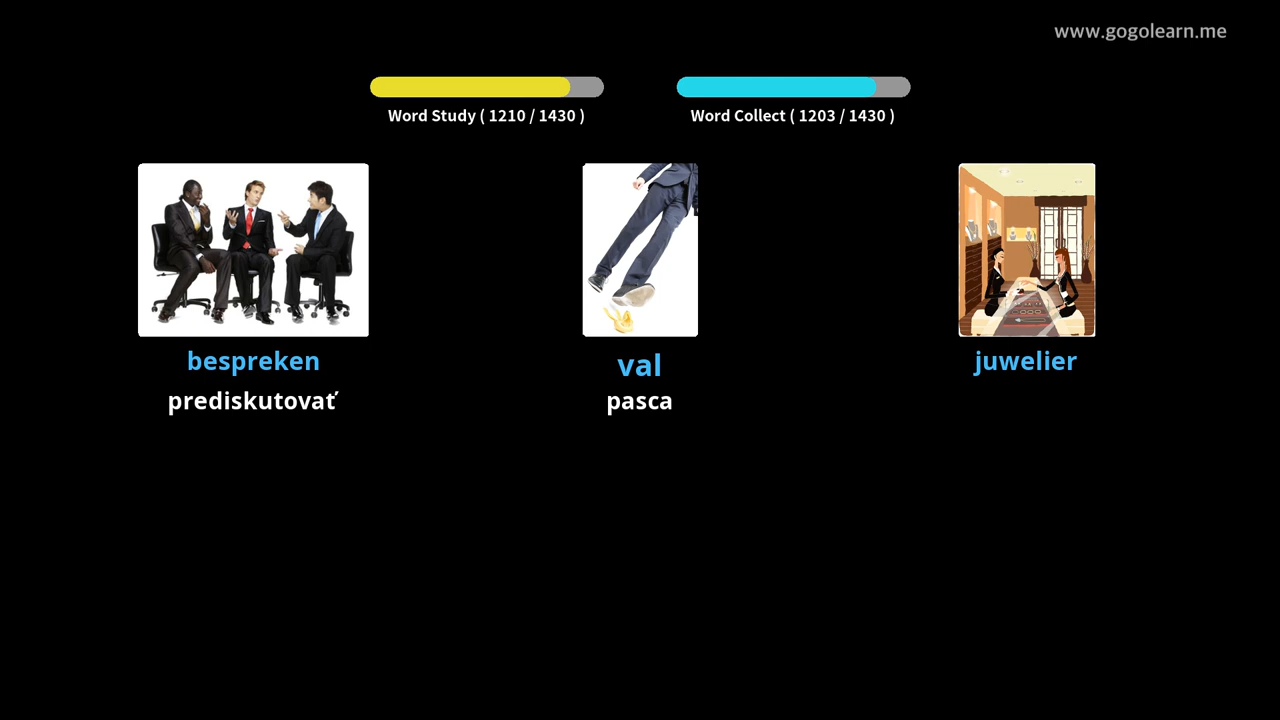 www.gogolearn.me
Word Study ( 1210 / 1430 )
Word Collect ( 1203 / 1430 )
bespreken
prediskutovať
val
pasca
juwelier